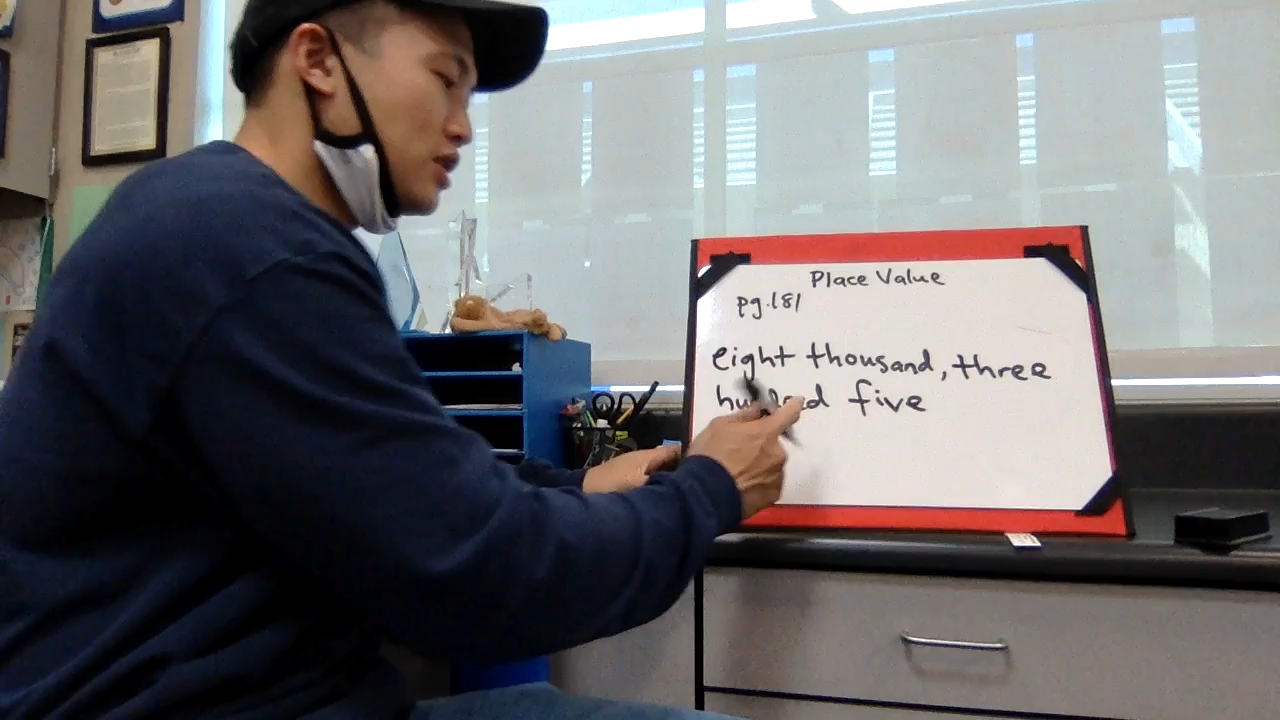 Place Value
pg.181
eight thousand, three
hundred five